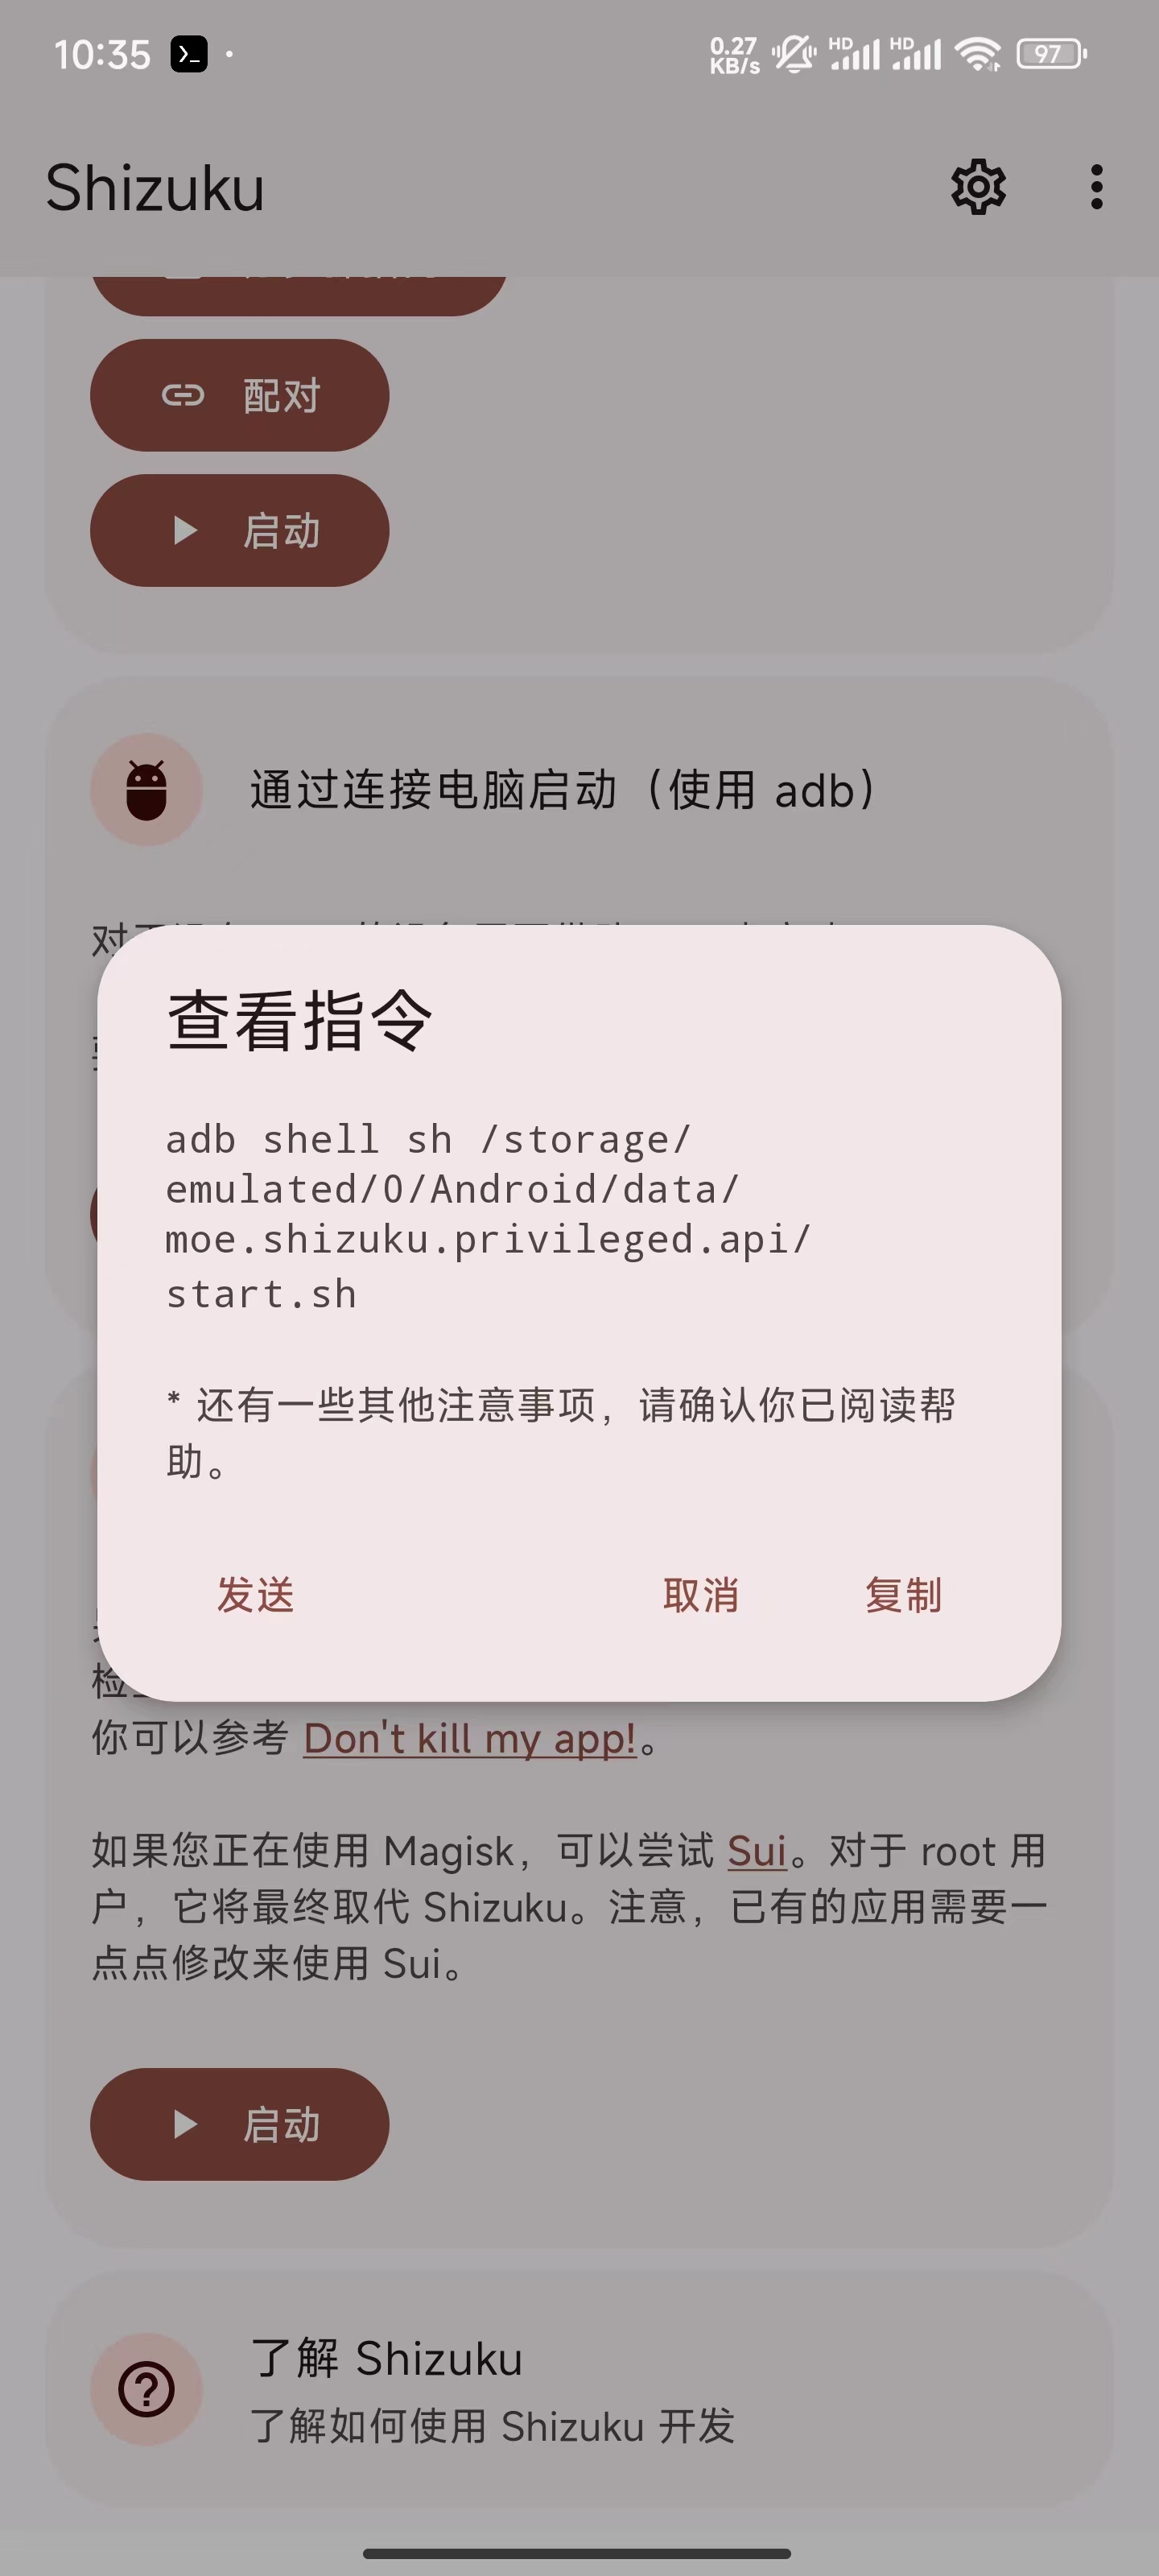 10:35
0.27
KB/s
HD
HD
97
Shizuku
配对
启动
通过连接电脑启动（使用 adb）
查看指令
adb shell sh /storage/
emulated/0/Android/data/
moe.shizuku.privileged.api/
start.sh
* 还有一些其他注意事项，请确认你已阅读帮
助。
发送
取消
复制
你可以参考 Don't kill my app!。
如果您正在使用 Magisk，可以尝试 Sui。对于 root 用
户，它将最终取代 Shizuku。注意，已有的应用需要一
点点修改来使用 Sui。
启动
了解 Shizuku
了解如何使用 Shizuku 开发